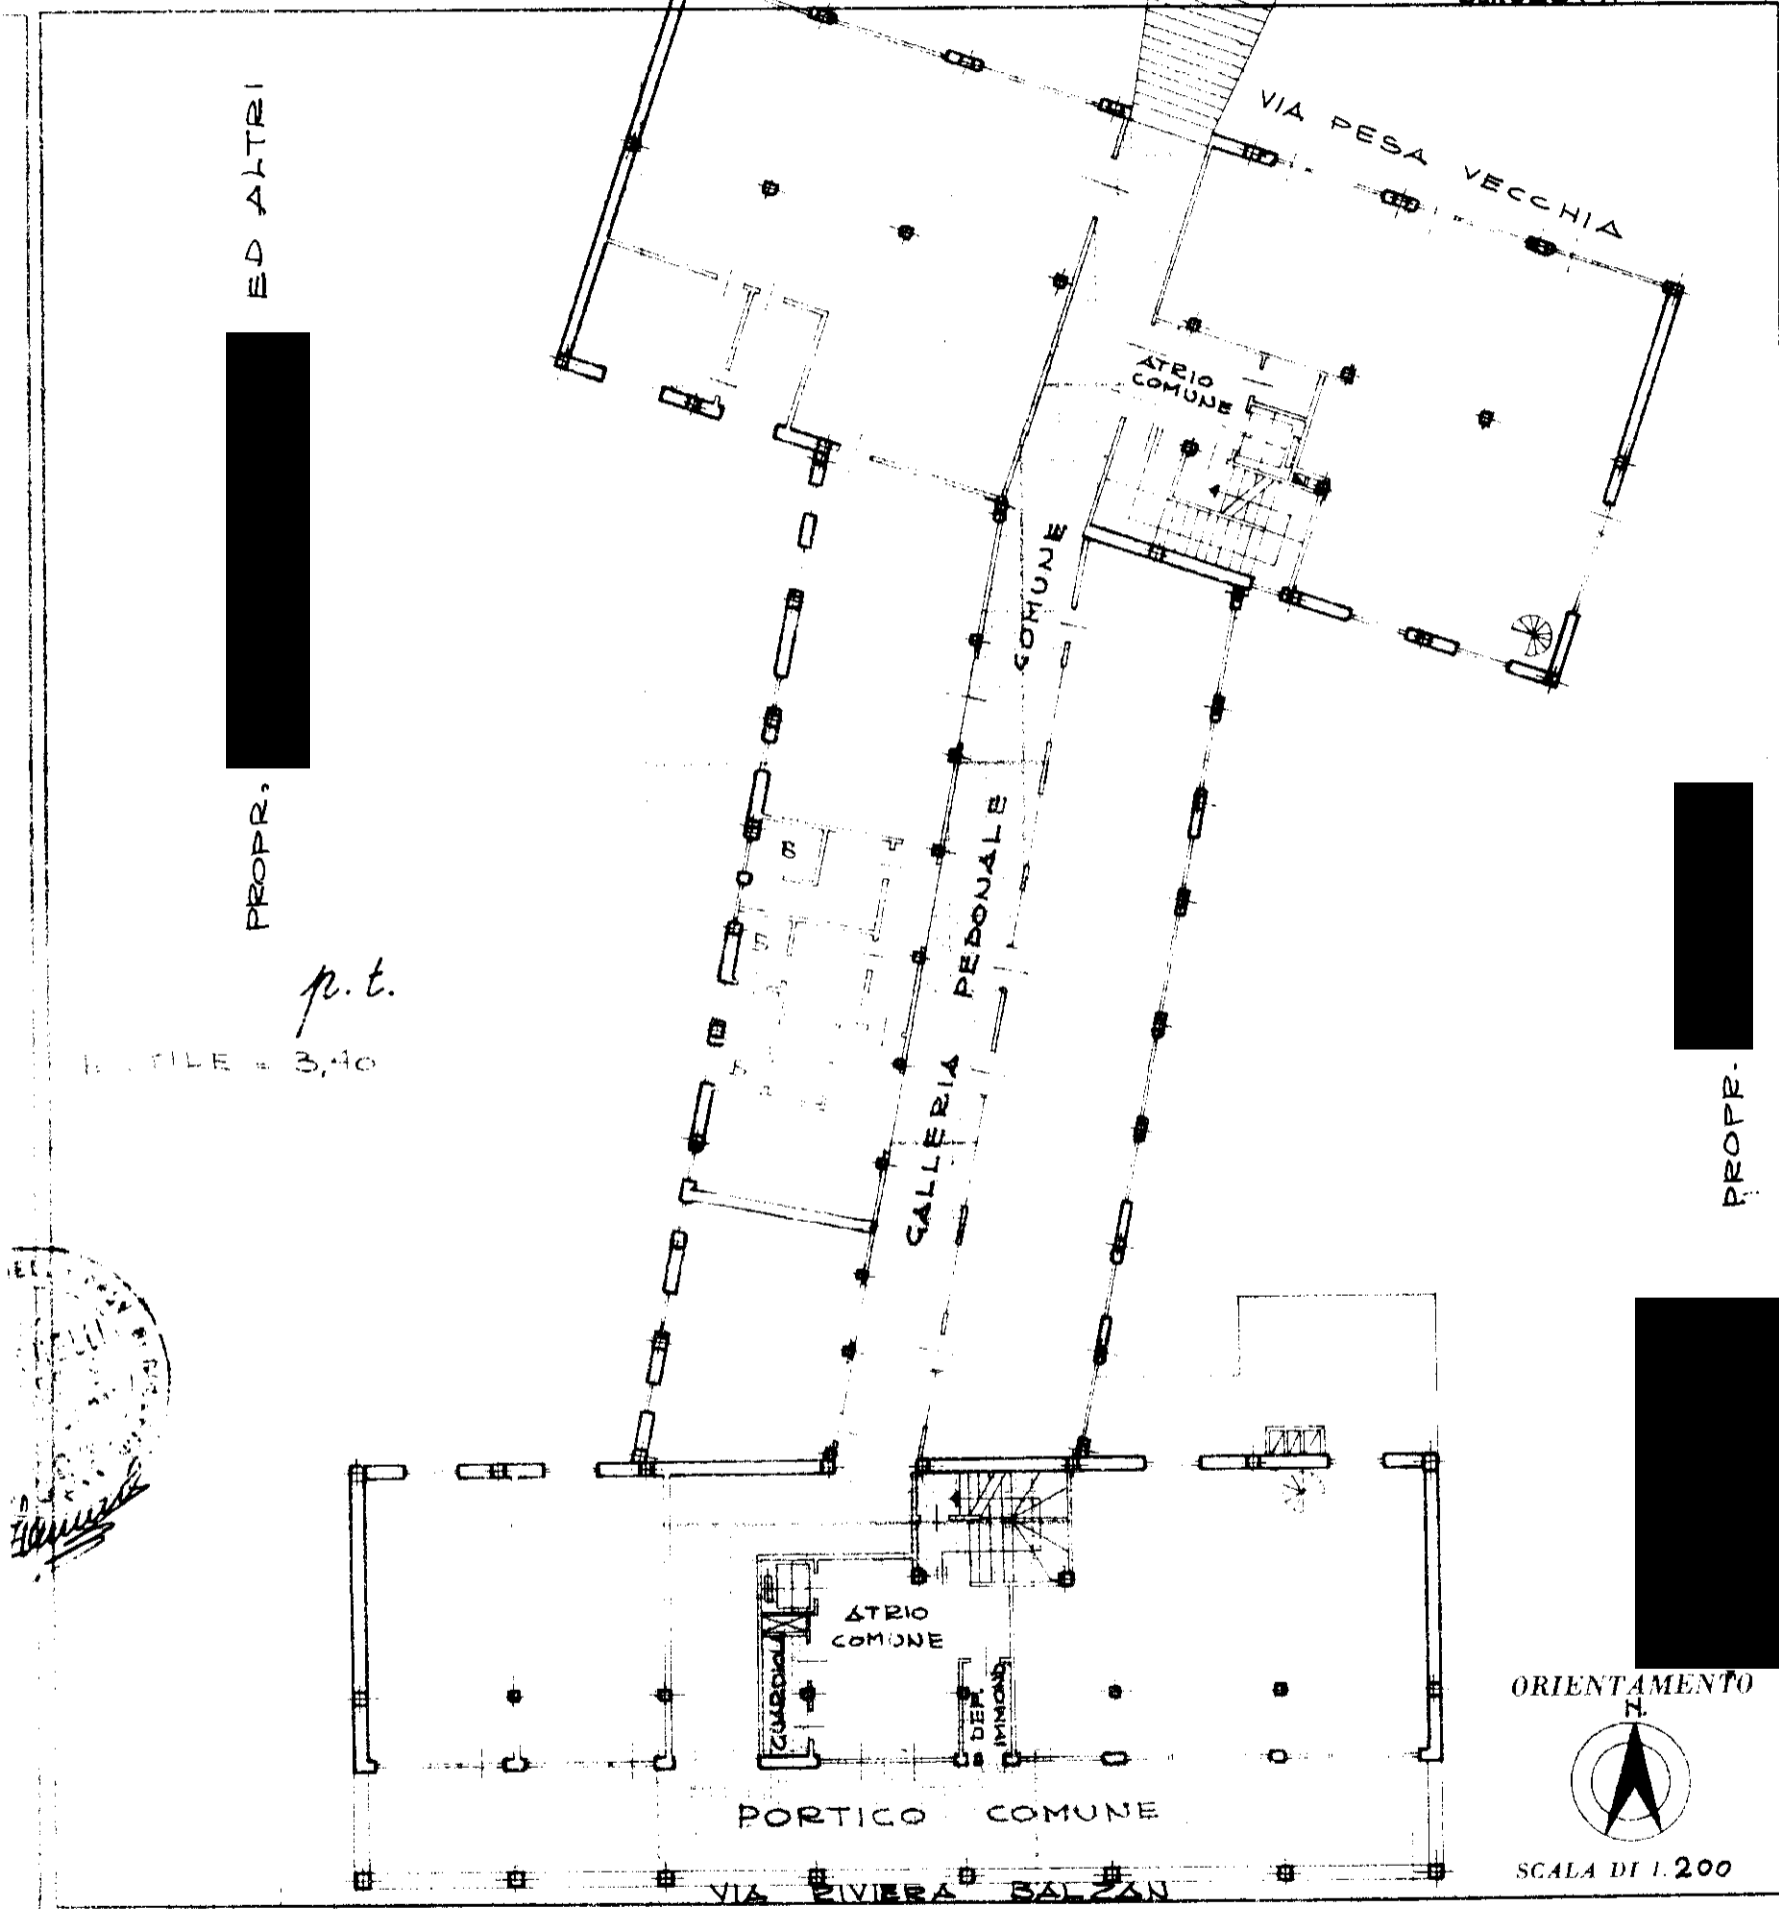 VIA PESA VECCHIA
ED ALTRI
PROPR.
ATRIO
COMUNE
GALLERIA PEDONALE COMUNE
B
p.t.
3,40
PROPR.
ATRIO
COMUNE
GUARDIOLA
DEP.
IMMOND.
PORTICO COMUNE
VIA RIVIERA BALZAN
ORIENTAMENTO
N
SCALA DI 1:200